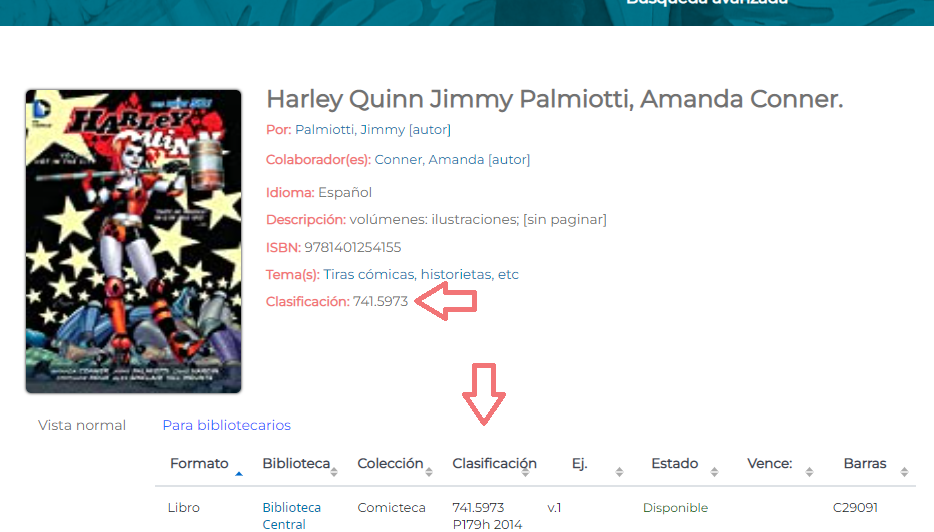 Búsqueda avanzada
Harley Quinn Jimmy Palmiotti, Amanda Conner.
Por: Palmiotti, Jimmy [autor]
Colaborador(es): Conner, Amanda [autor]
Idioma: Español
Descripción: volúmenes: ilustraciones; [sin paginar]
ISBN: 9781401254155
Tema(s): Tiras cómicas, historietas, etc
Clasificación: 741.5973
HARLEY
QUINN
Vista normal Para bibliotecarios
Formato Biblioteca Colección Clasificación Ej. Estado Vence: Barras
Libro Biblioteca Comicteca 741.5973 v.1 Disponible C29091
Central P179h 2014